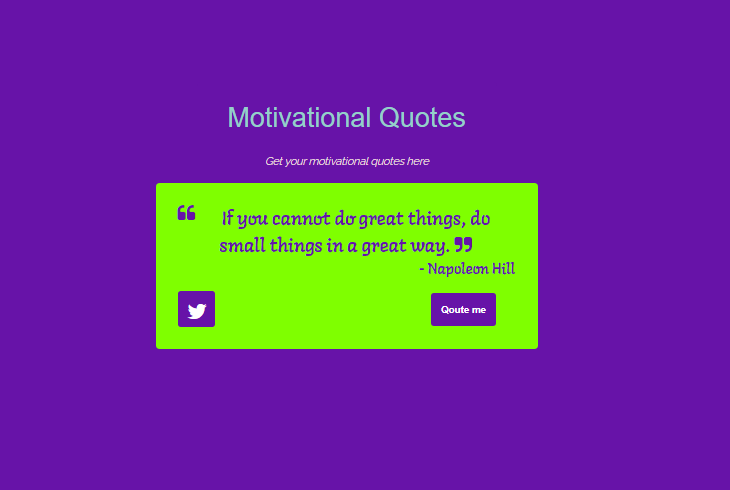 Motivational Quotes
Get your motivational quotes here
❝ If you cannot do great things, do
small things in a great way. ❞
- Napoleon Hill
Qoute me